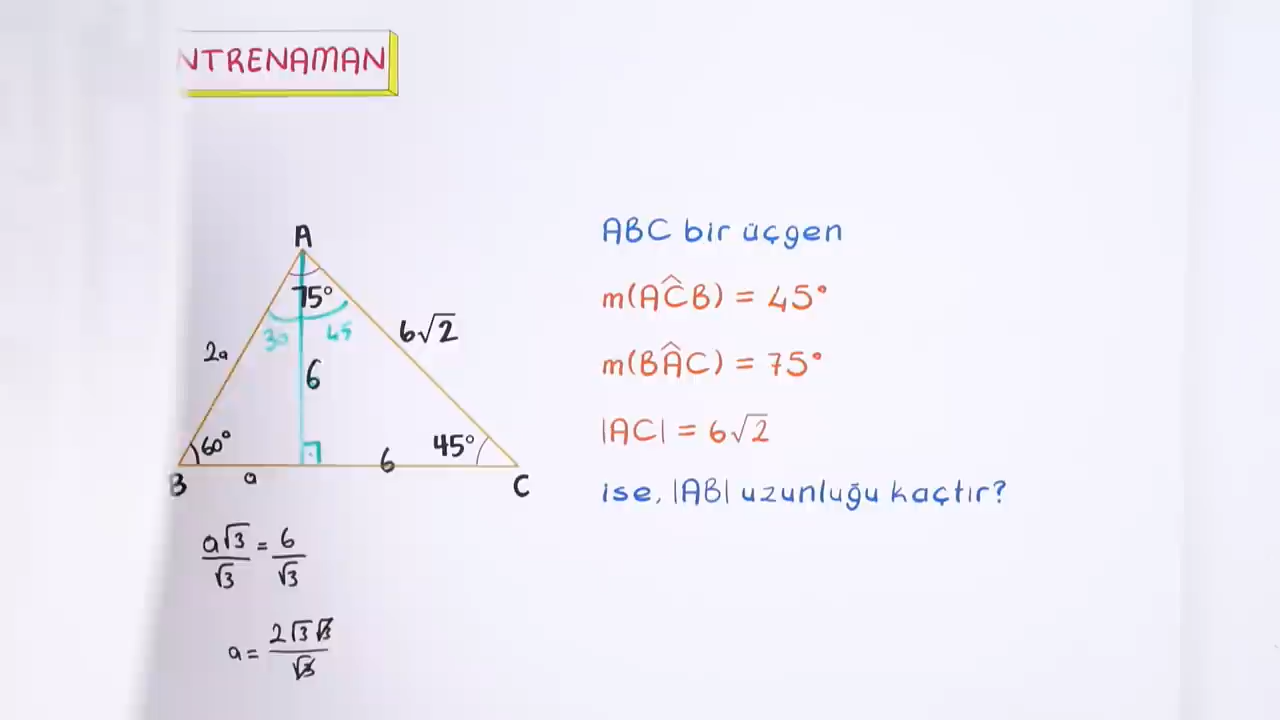 NTRENAMAN
A
75°
30 45
6√2
2a
6
60°
45°
B
a
6
C
a√3/√3 = 6/√3
a = 2√3√3/√3
ABC bir üçgen
m(AĈB) = 45°
m(BÂC) = 75°
|AC| = 6√2
ise, |AB| uzunluğu kaçtır?